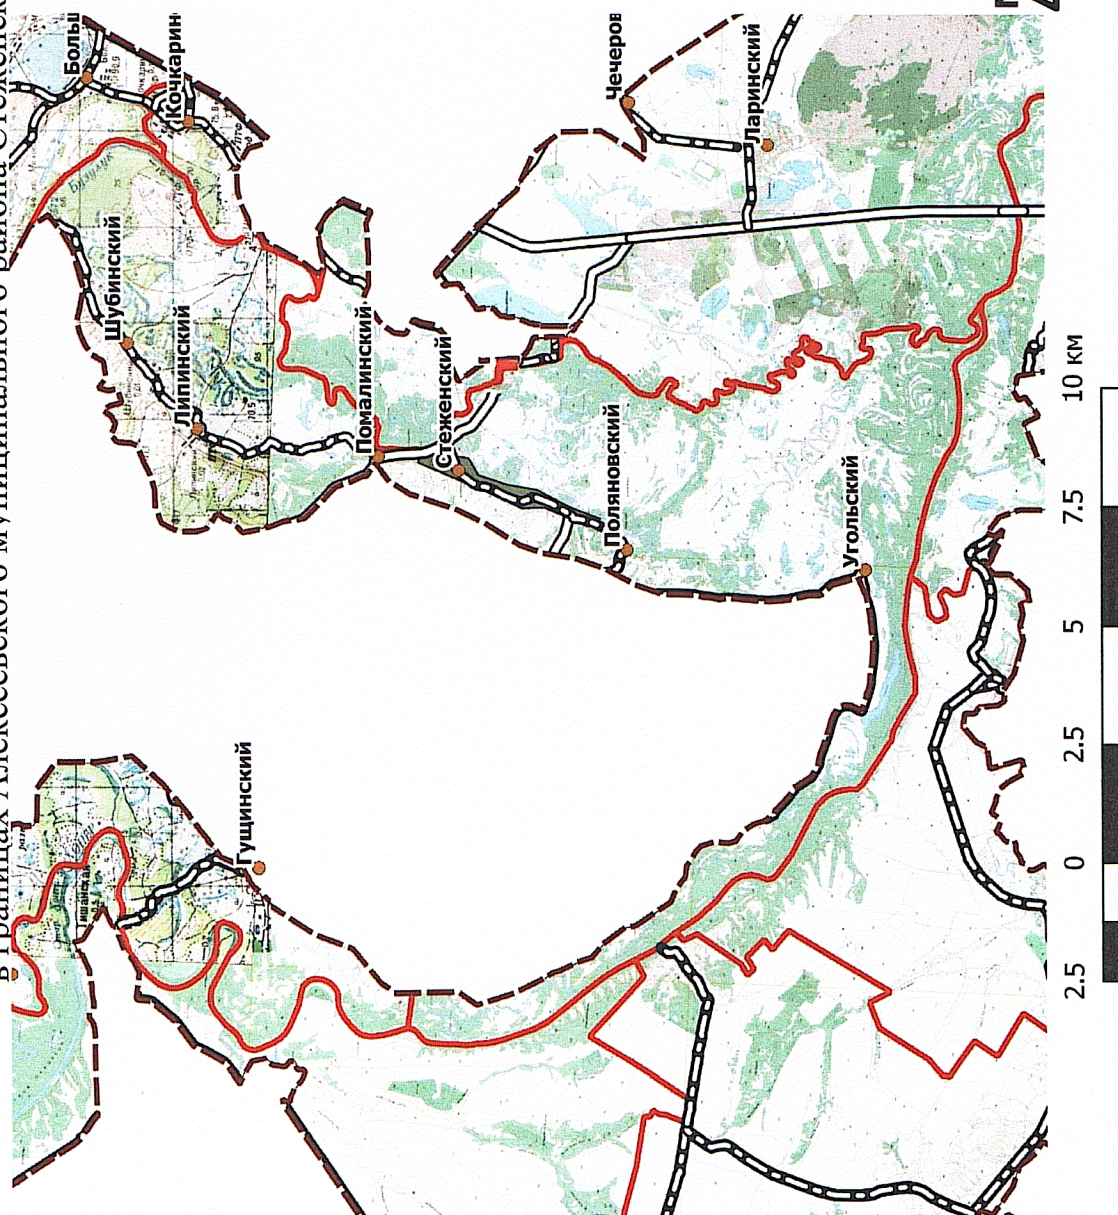 в границах Алексеевского муниципального района
Больш
Кочкарин
Шубинский
Липинский
Помалинский
Стеженский
Поляновский
Угольский
Чечеров
Ларинский
Гущинский
2.5
0
2.5
5
7.5
10 км